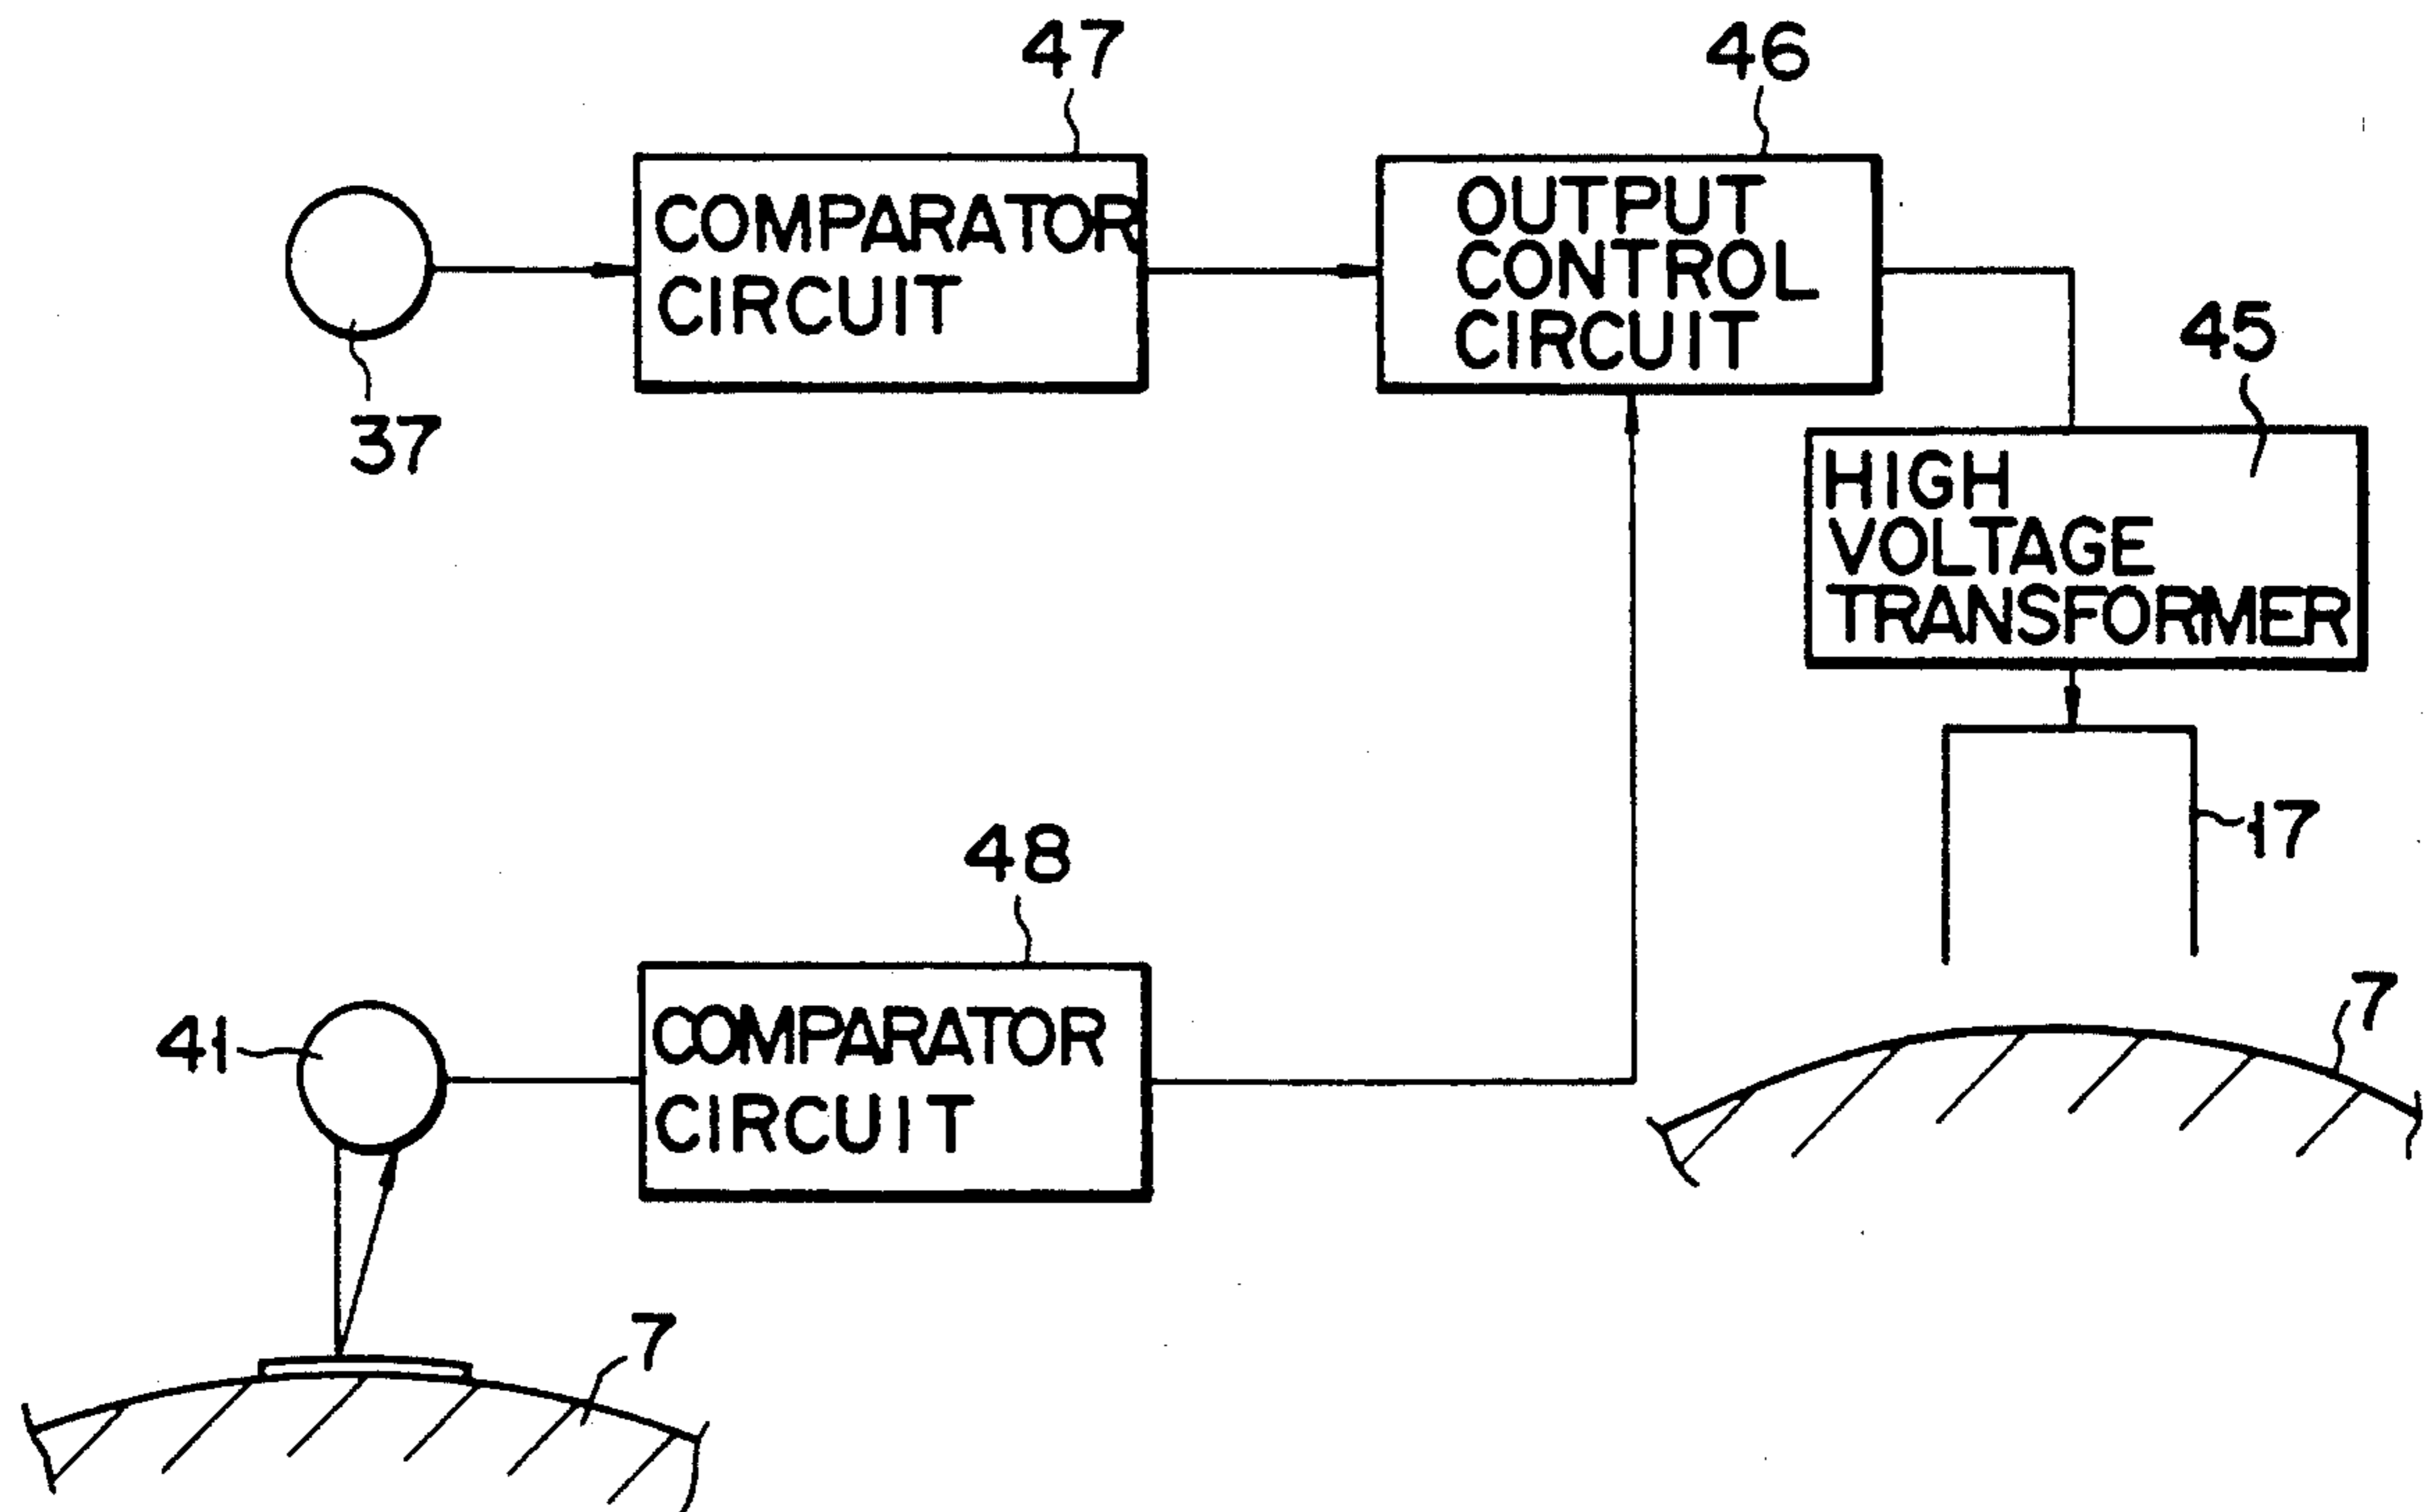 47
46
COMPARATOR
CIRCUIT
OUTPUT
CONTROL
CIRCUIT
37
45
HIGH
VOLTAGE
TRANSFORMER
17
48
41
COMPARATOR
CIRCUIT
7
7